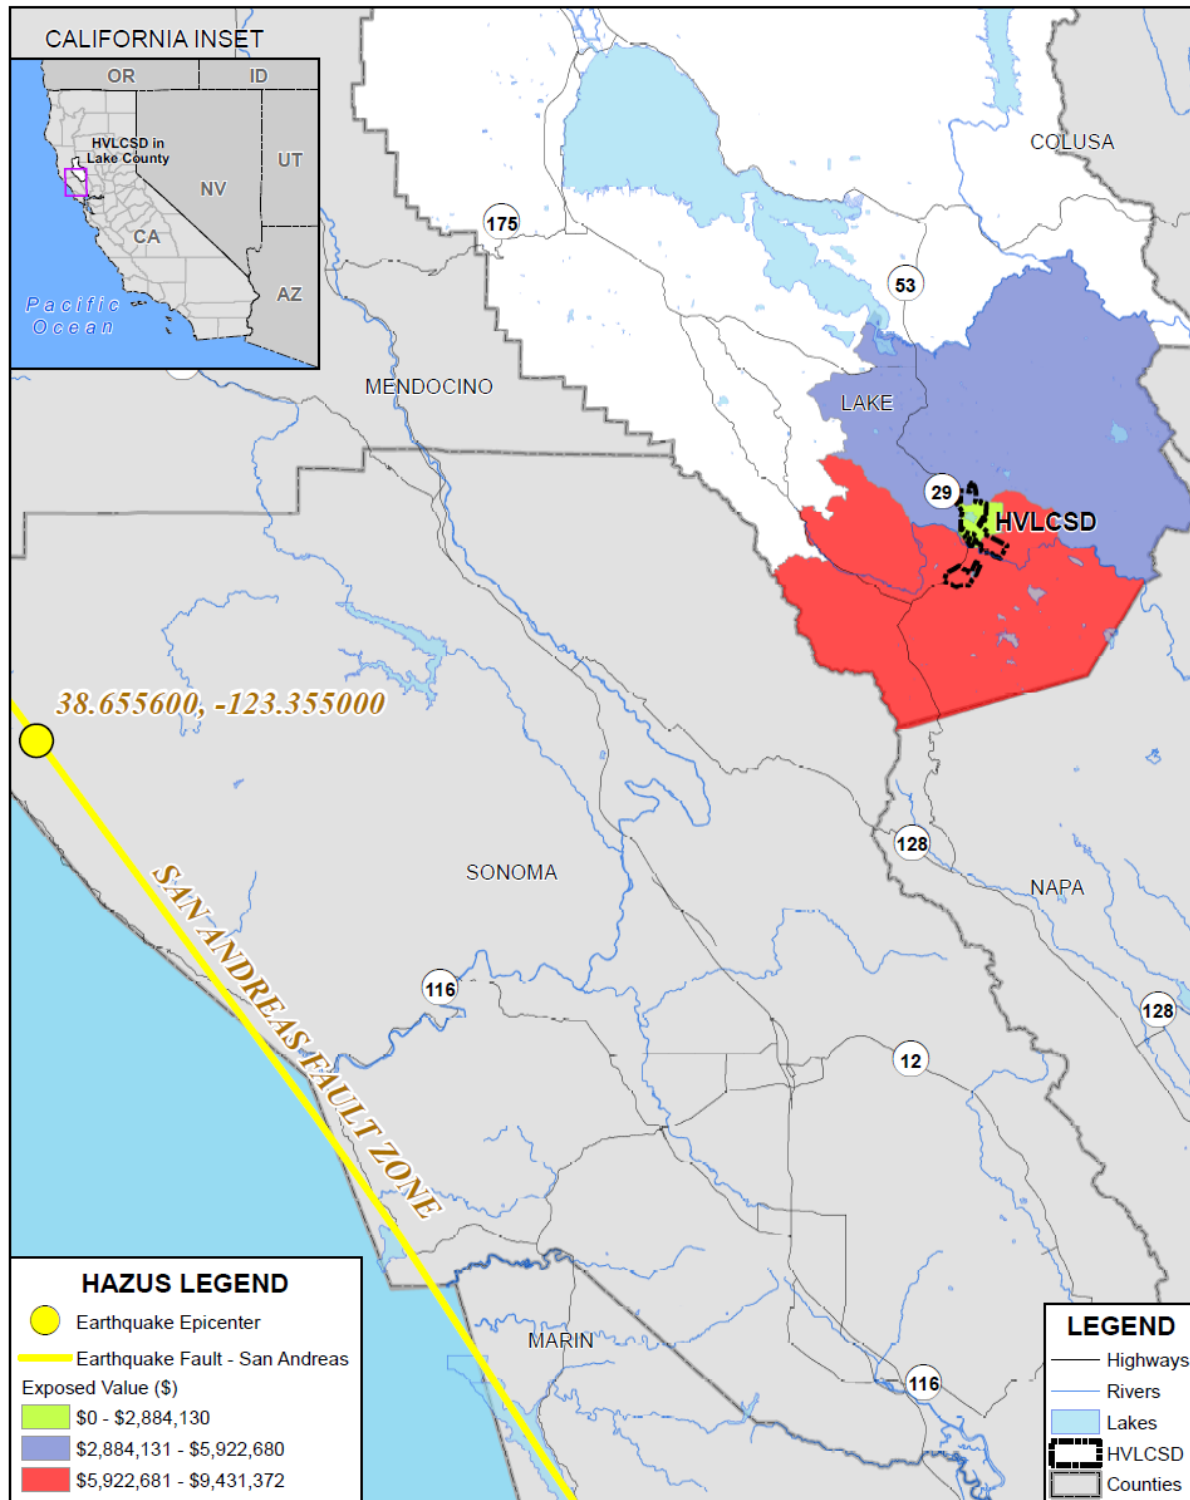 CALIFORNIA INSET
OR
ID
HVLCSD in
Lake County
UT
NV
CA
AZ
Pacific
Ocean
COLUSA
175
53
MENDOCINO
LAKE
29
HVLCSD
38.655600, -123.355000
128
SONOMA
NAPA
SAN ANDREAS FAULT ZONE
116
128
12
MARIN
116
HAZUS LEGEND
Earthquake Epicenter
Earthquake Fault - San Andreas
Exposed Value ($)
$0 - $2,884,130
$2,884,131 - $5,922,680
$5,922,681 - $9,431,372
LEGEND
Highways
Rivers
Lakes
HVLCSD
Counties